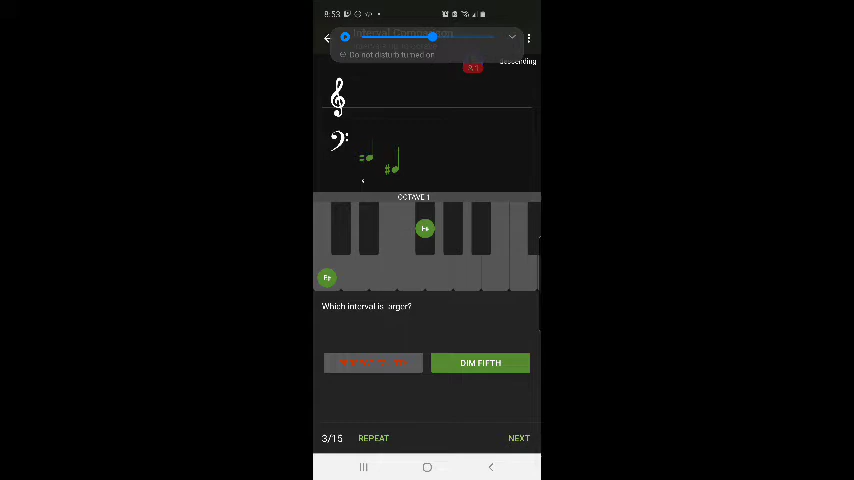 8:53
Interval Comparison
Do not disturb turned on
descending
OCTAVE 1
F#
Which interval is larger?
DIM FIFTH
3/15 REPEAT NEXT